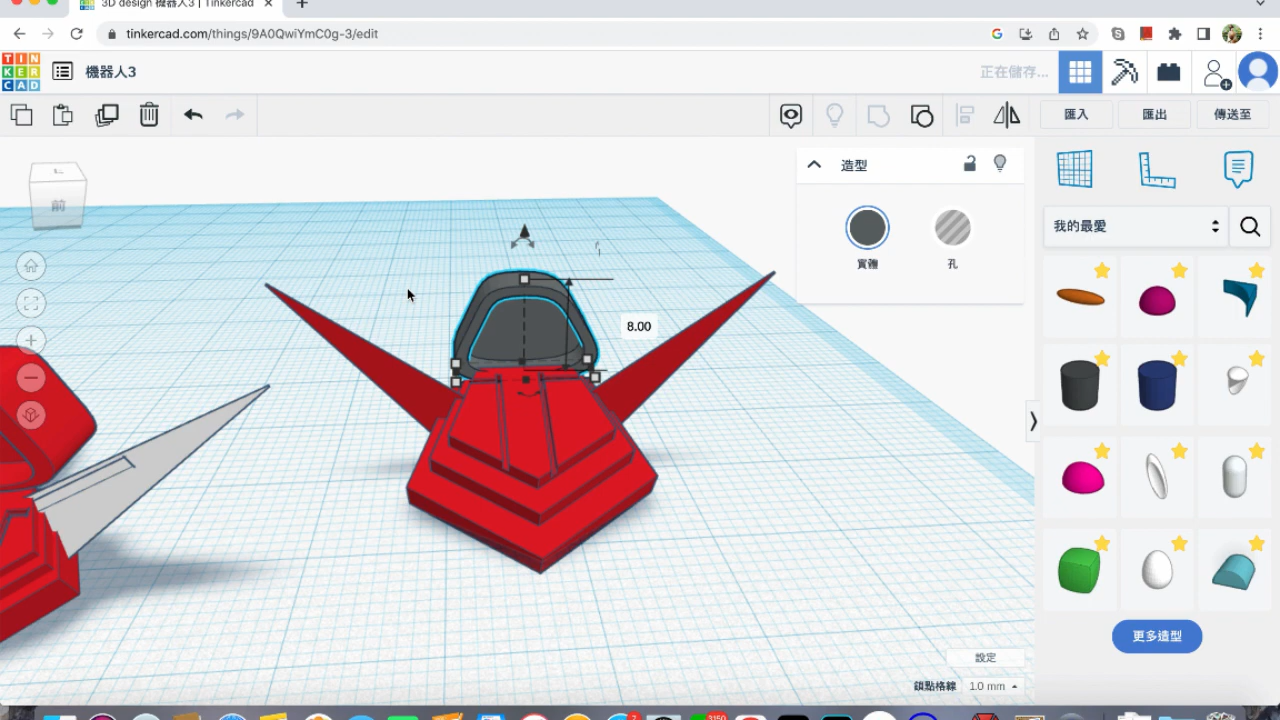 3D design 機器人3 | Tinkercad
tinkercad.com/things/9A0QwiYmC0g-3/edit
TIN
KER
CAD
機器人3
正在儲存...
匯入
匯出
傳送至
前
造型
實體
孔
我的最愛
8.00
更多造型
設定
鎖點格線 1.0 mm
2
3150